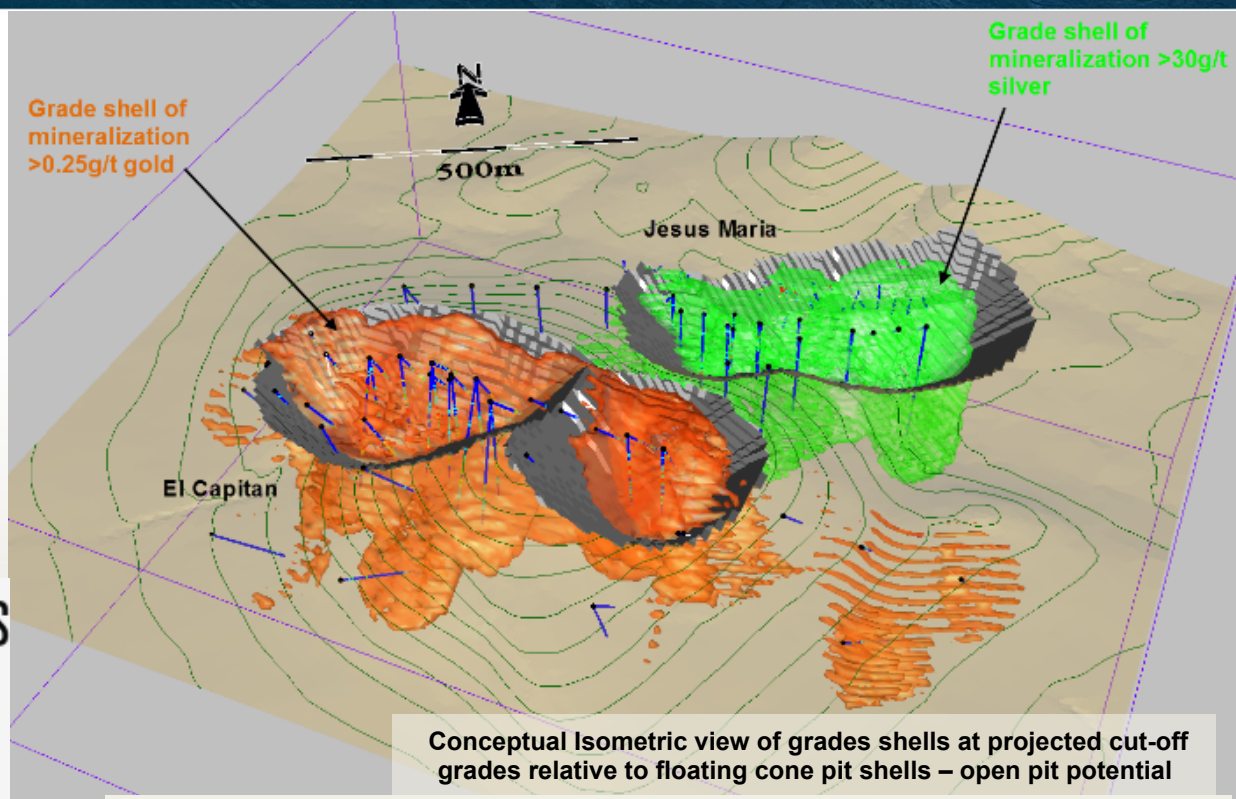 Grade shell of
mineralization >30g/t
silver
Grade shell of
mineralization
>0.25g/t gold
N
500m
Jesus Maria
El Capitan
S
Conceptual Isometric view of grades shells at projected cut-off
grades relative to floating cone pit shells – open pit potential